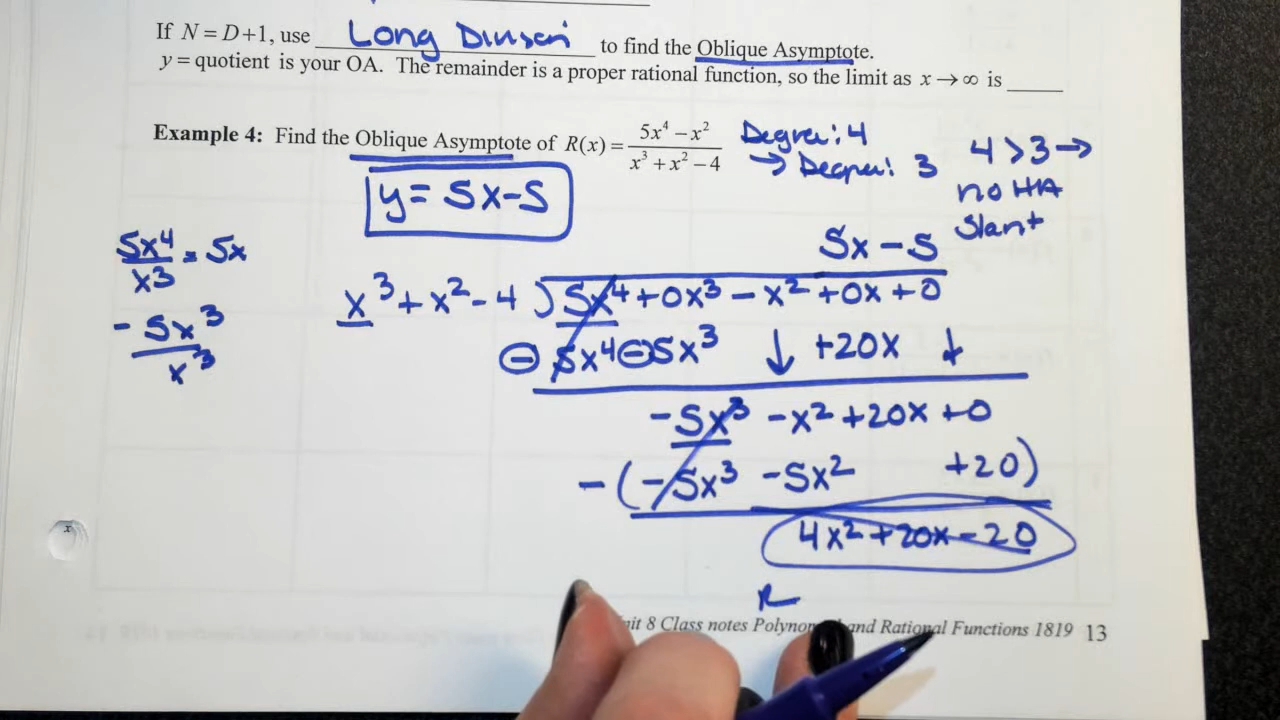 If N = D+1, use Long Division to find the Oblique Asymptote.
y = quotient is your OA. The remainder is a proper rational function, so the limit as x → ∞ is ____
Example 4: Find the Oblique Asymptote of R(x) = (5x⁴ − x²)/(x³ + x² − 4)
Degree: 4
→ Degree: 3
4 > 3 →
no HA
Slant
y = 5x-5
5x⁴/x³ = 5x
-5x³/x³
5x - 5
x³ + x² - 4 ) 5x⁴ + 0x³ - x² + 0x + 0
⊖ 5x⁴ ⊖ 5x³ ↓ +20x ↓
-5x³ - x² + 20x + 0
- (-5x³ - 5x² +20)
4x² + 20x - 20
R
nit 8 Class notes Polynom and Rational Functions 1819 13
x